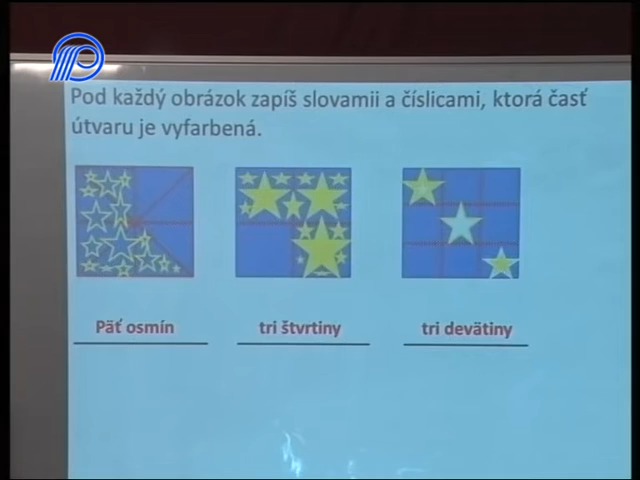 Pod každý obrázok zapíš slovamii a číslicami, ktorá časť
útvaru je vyfarbená.
Päť osmín
tri štvrtiny
tri devätiny